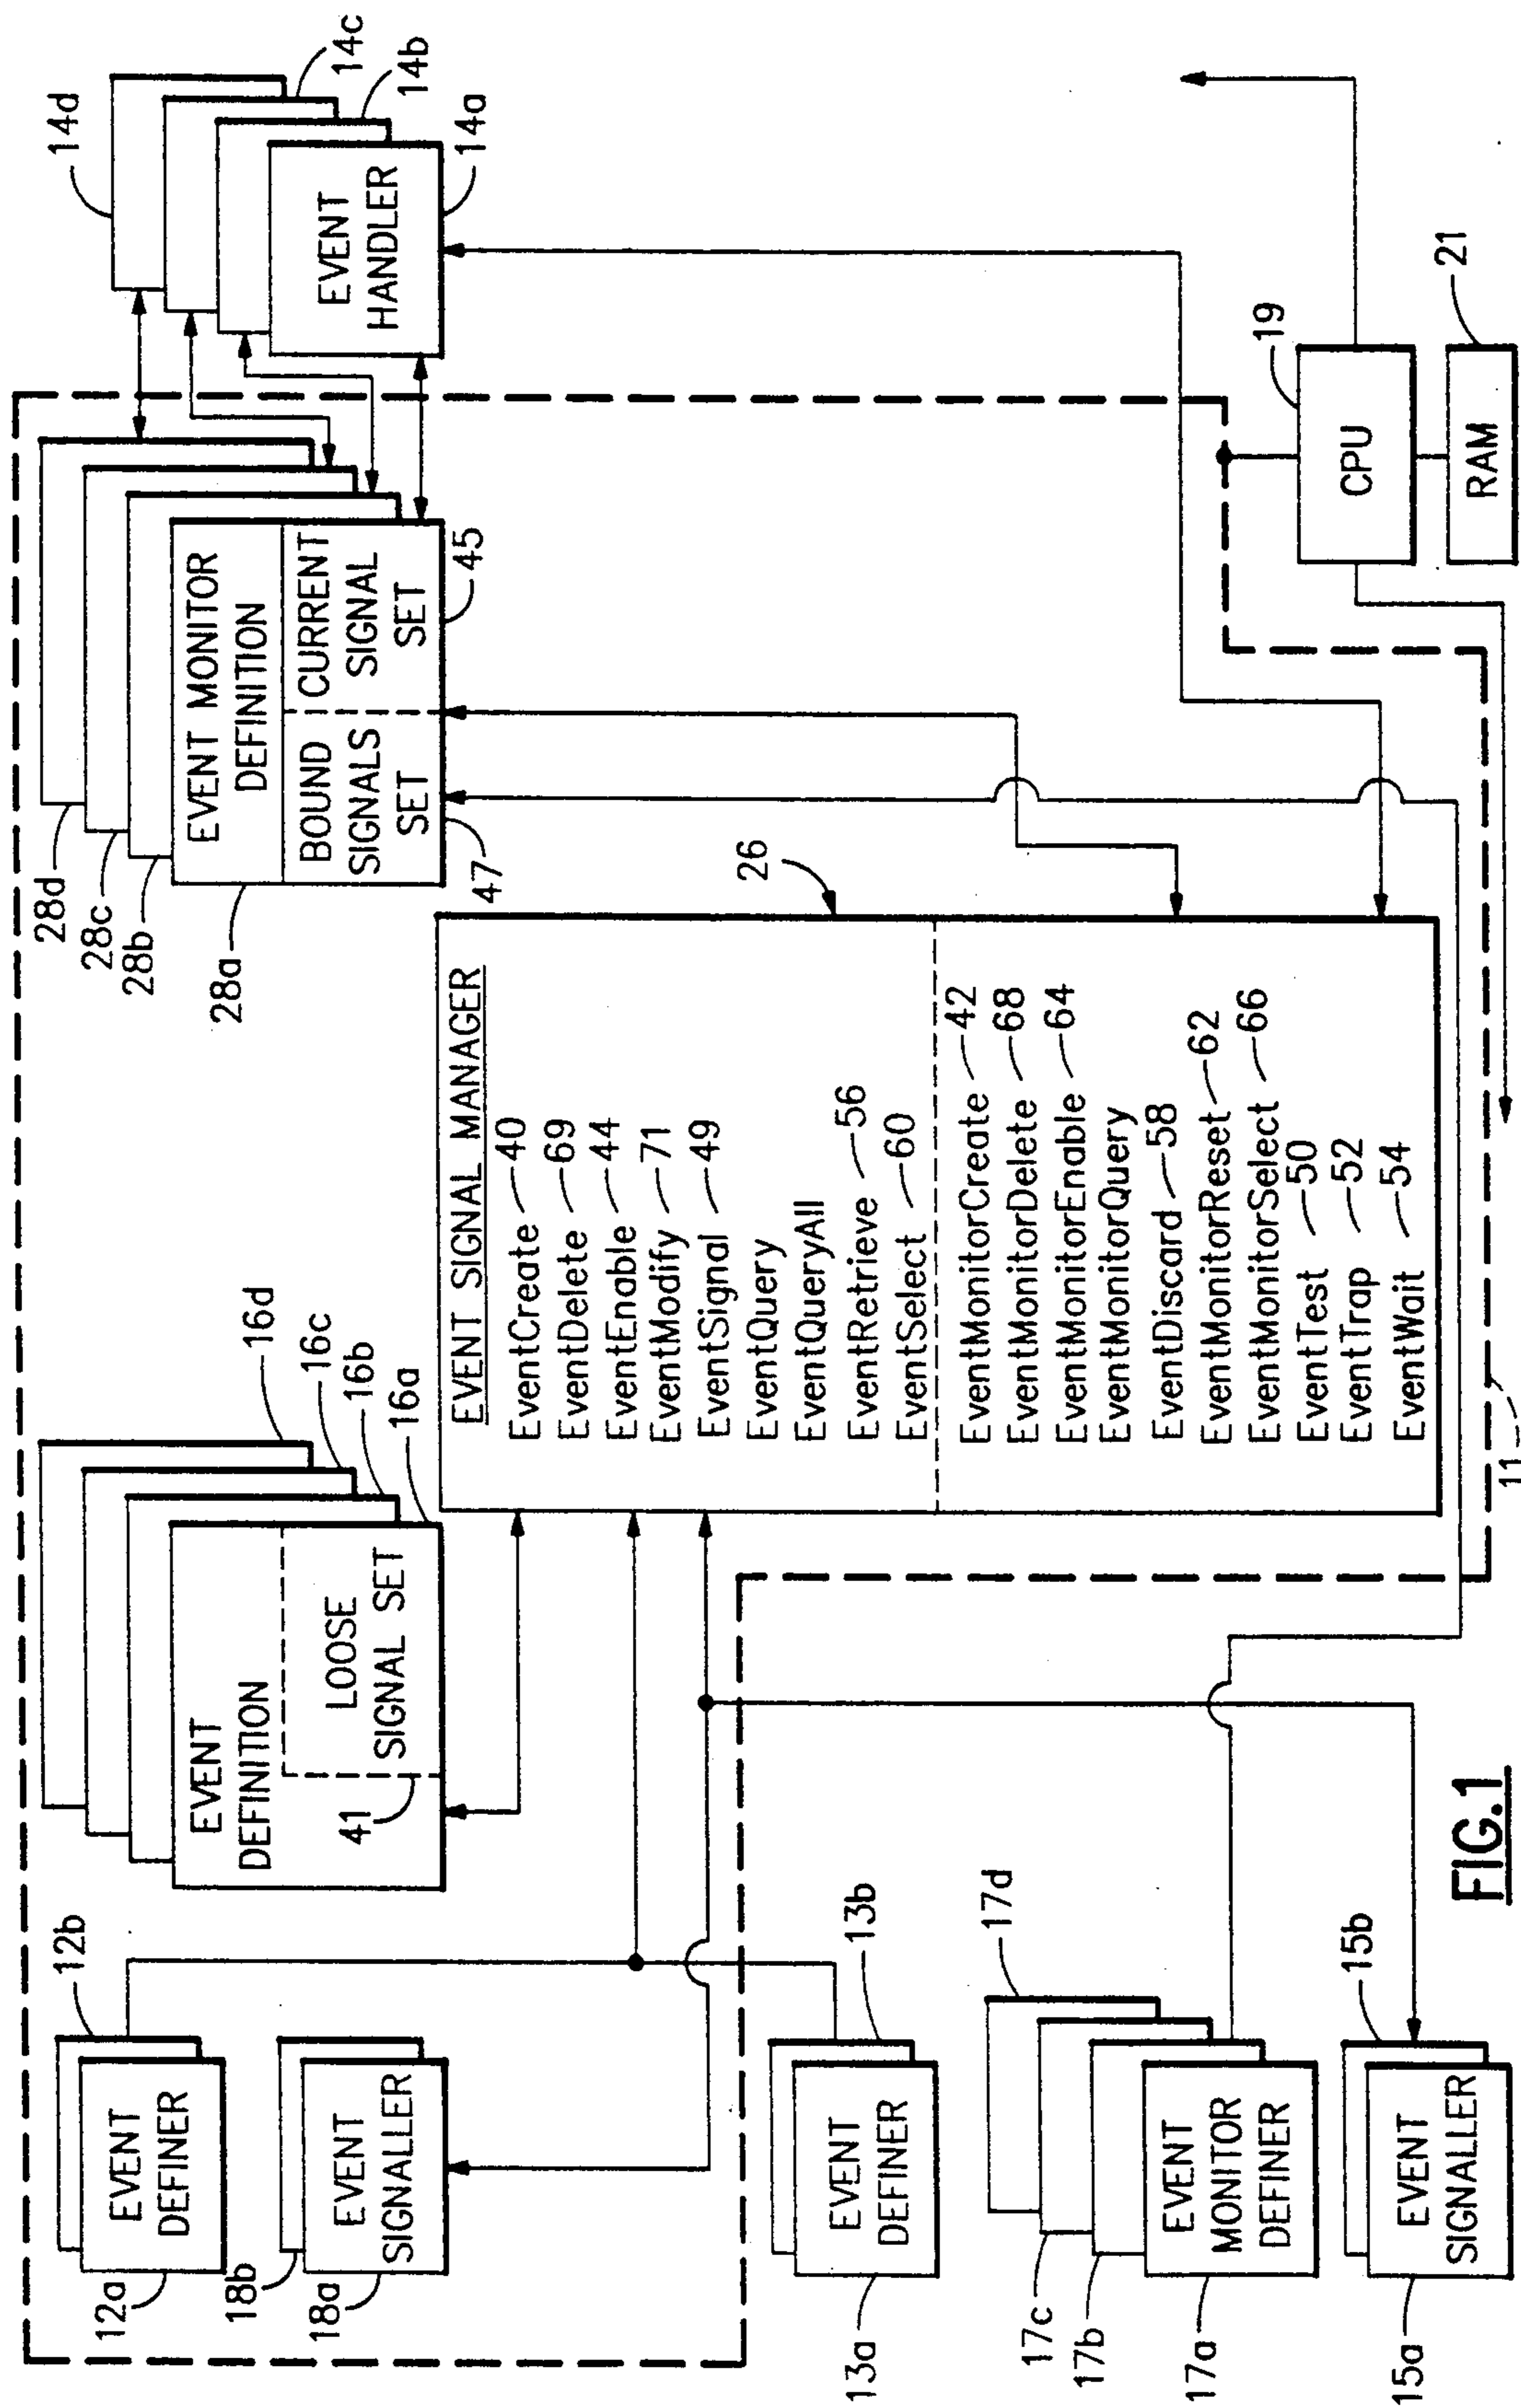 12b
EVENT
DEFINER
12a
18b
EVENT
SIGNALLER
18a
16d
16c
16b
16a
EVENT
DEFINITION
LOOSE
SIGNAL SET
41
28d
28c
28b
28a
EVENT MONITOR
DEFINITION
BOUND
SIGNALS
SET
CURRENT
SIGNAL
SET
47
45
14d
14c
14b
14a
EVENT
HANDLER
26
EVENT SIGNAL MANAGER
EventCreate 40
EventDelete 69
EventEnable 44
EventModify 71
EventSignal 49
EventQuery
EventQueryAll
EventRetrieve 56
EventSelect 60
EventMonitorCreate 42
EventMonitorDelete 68
EventMonitorEnable 64
EventMonitorQuery
EventDiscard 58
EventMonitorReset 62
EventMonitorSelect 66
EventTest 50
EventTrap 52
EventWait 54
13b
EVENT
DEFINER
13a
17d
17c
17b
17a
EVENT
MONITOR
DEFINER
15b
EVENT
SIGNALLER
15a
11
19
CPU
21
RAM
FIG.1